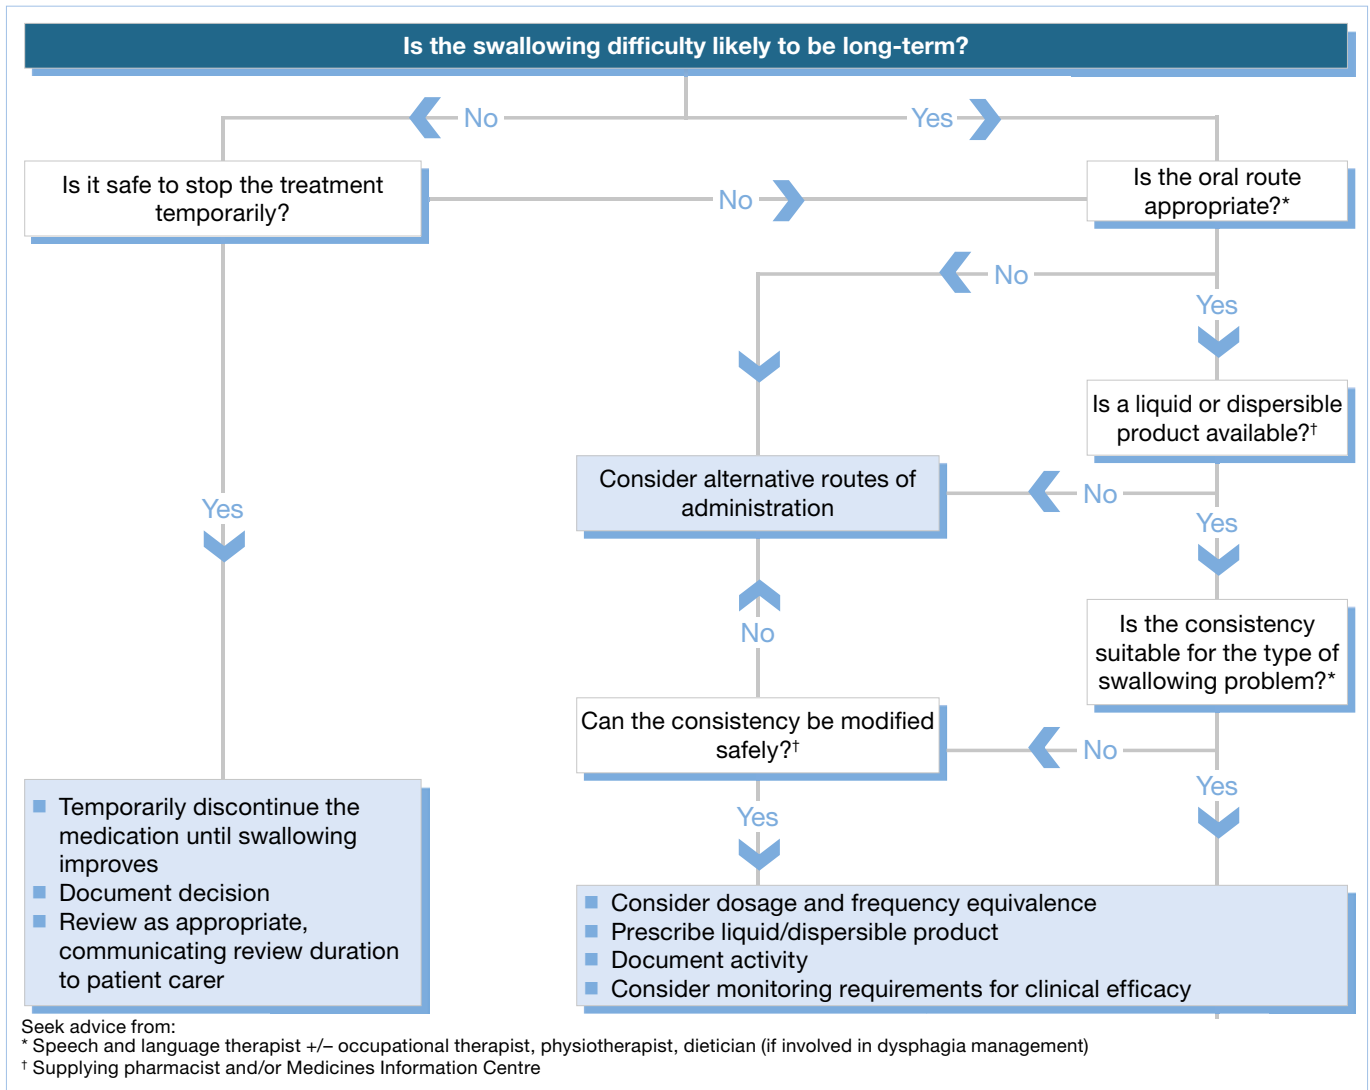 Is the swallowing difficulty likely to be long-term?
No
Yes
Is it safe to stop the treatment
temporarily?
No
Is the oral route
appropriate?*
No
Yes
Is a liquid or dispersible
product available?†
Consider alternative routes of
administration
No
Yes
Yes
Is the consistency
suitable for the type of
swallowing problem?*
No
Can the consistency be modified
safely?†
No
Yes
Yes
■ Temporarily discontinue the
medication until swallowing
improves
■ Document decision
■ Review as appropriate,
communicating review duration
to patient carer
■ Consider dosage and frequency equivalence
■ Prescribe liquid/dispersible product
■ Document activity
■ Consider monitoring requirements for clinical efficacy
Seek advice from:
* Speech and language therapist +/– occupational therapist, physiotherapist, dietician (if involved in dysphagia management)
† Supplying pharmacist and/or Medicines Information Centre